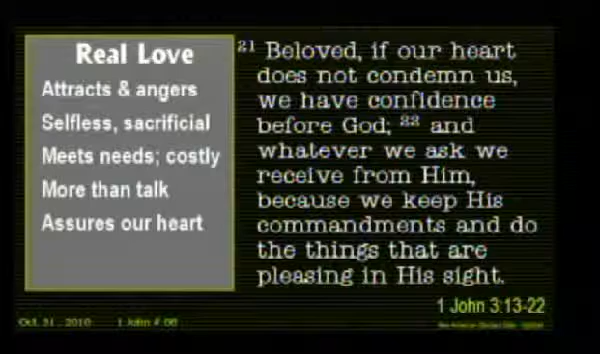 Real Love
Attracts & angers
Selfless, sacrificial
Meets needs; costly
More than talk
Assures our heart
21 Beloved, if our heart
does not condemn us,
we have confidence
before God; 22 and
whatever we ask we
receive from Him,
because we keep His
commandments and do
the things that are
pleasing in His sight.
1 John 3:13-22
Oct. 31, 2010 1 John # 06